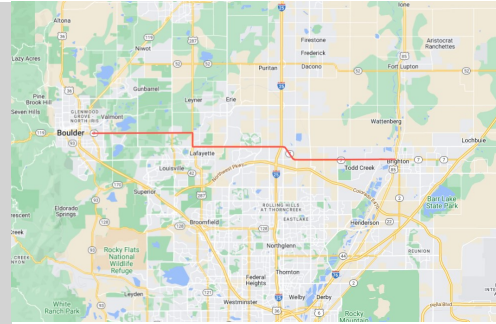 Altona
Ione
Niwot
Firestone
Aristocrat
Ranchettes
Lazy Acres
Frederick
Puritan
Dacono
Fort Lupton
Pine
Brook Hill
Gunbarrel
Leyner
Erie
Seven Hills
GLENWOOD
GROVE
Valmont
Wattenberg
Boulder
Lochbuie
Lafayette
Todd Creek
Brighton
Louisville
Northwest Pkwy
Superior
Barr Lake
State Park
Eldorado
Springs
ROLLING HILLS
AT THORNCREEK
EASTLAKE
Broomfield
Henderson
Rocky Flats
National
Wildlife
Refuge
Northglenn
REUNION
Thornton
Federal
Heights
Leyden
White
Ranch Park
Westminster
Welby
Derby
Rocky
Mountain